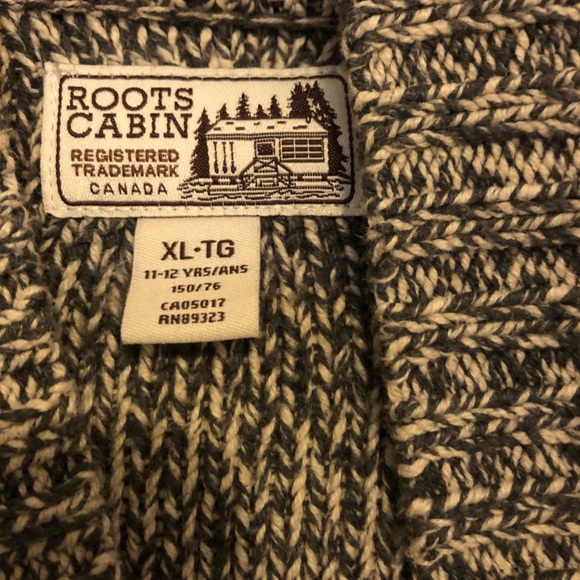 ROOTS
CABIN
REGISTERED
TRADEMARK
CANADA
XL•TG
11-12 YRS/ANS
150/76
CA05017
RN89323